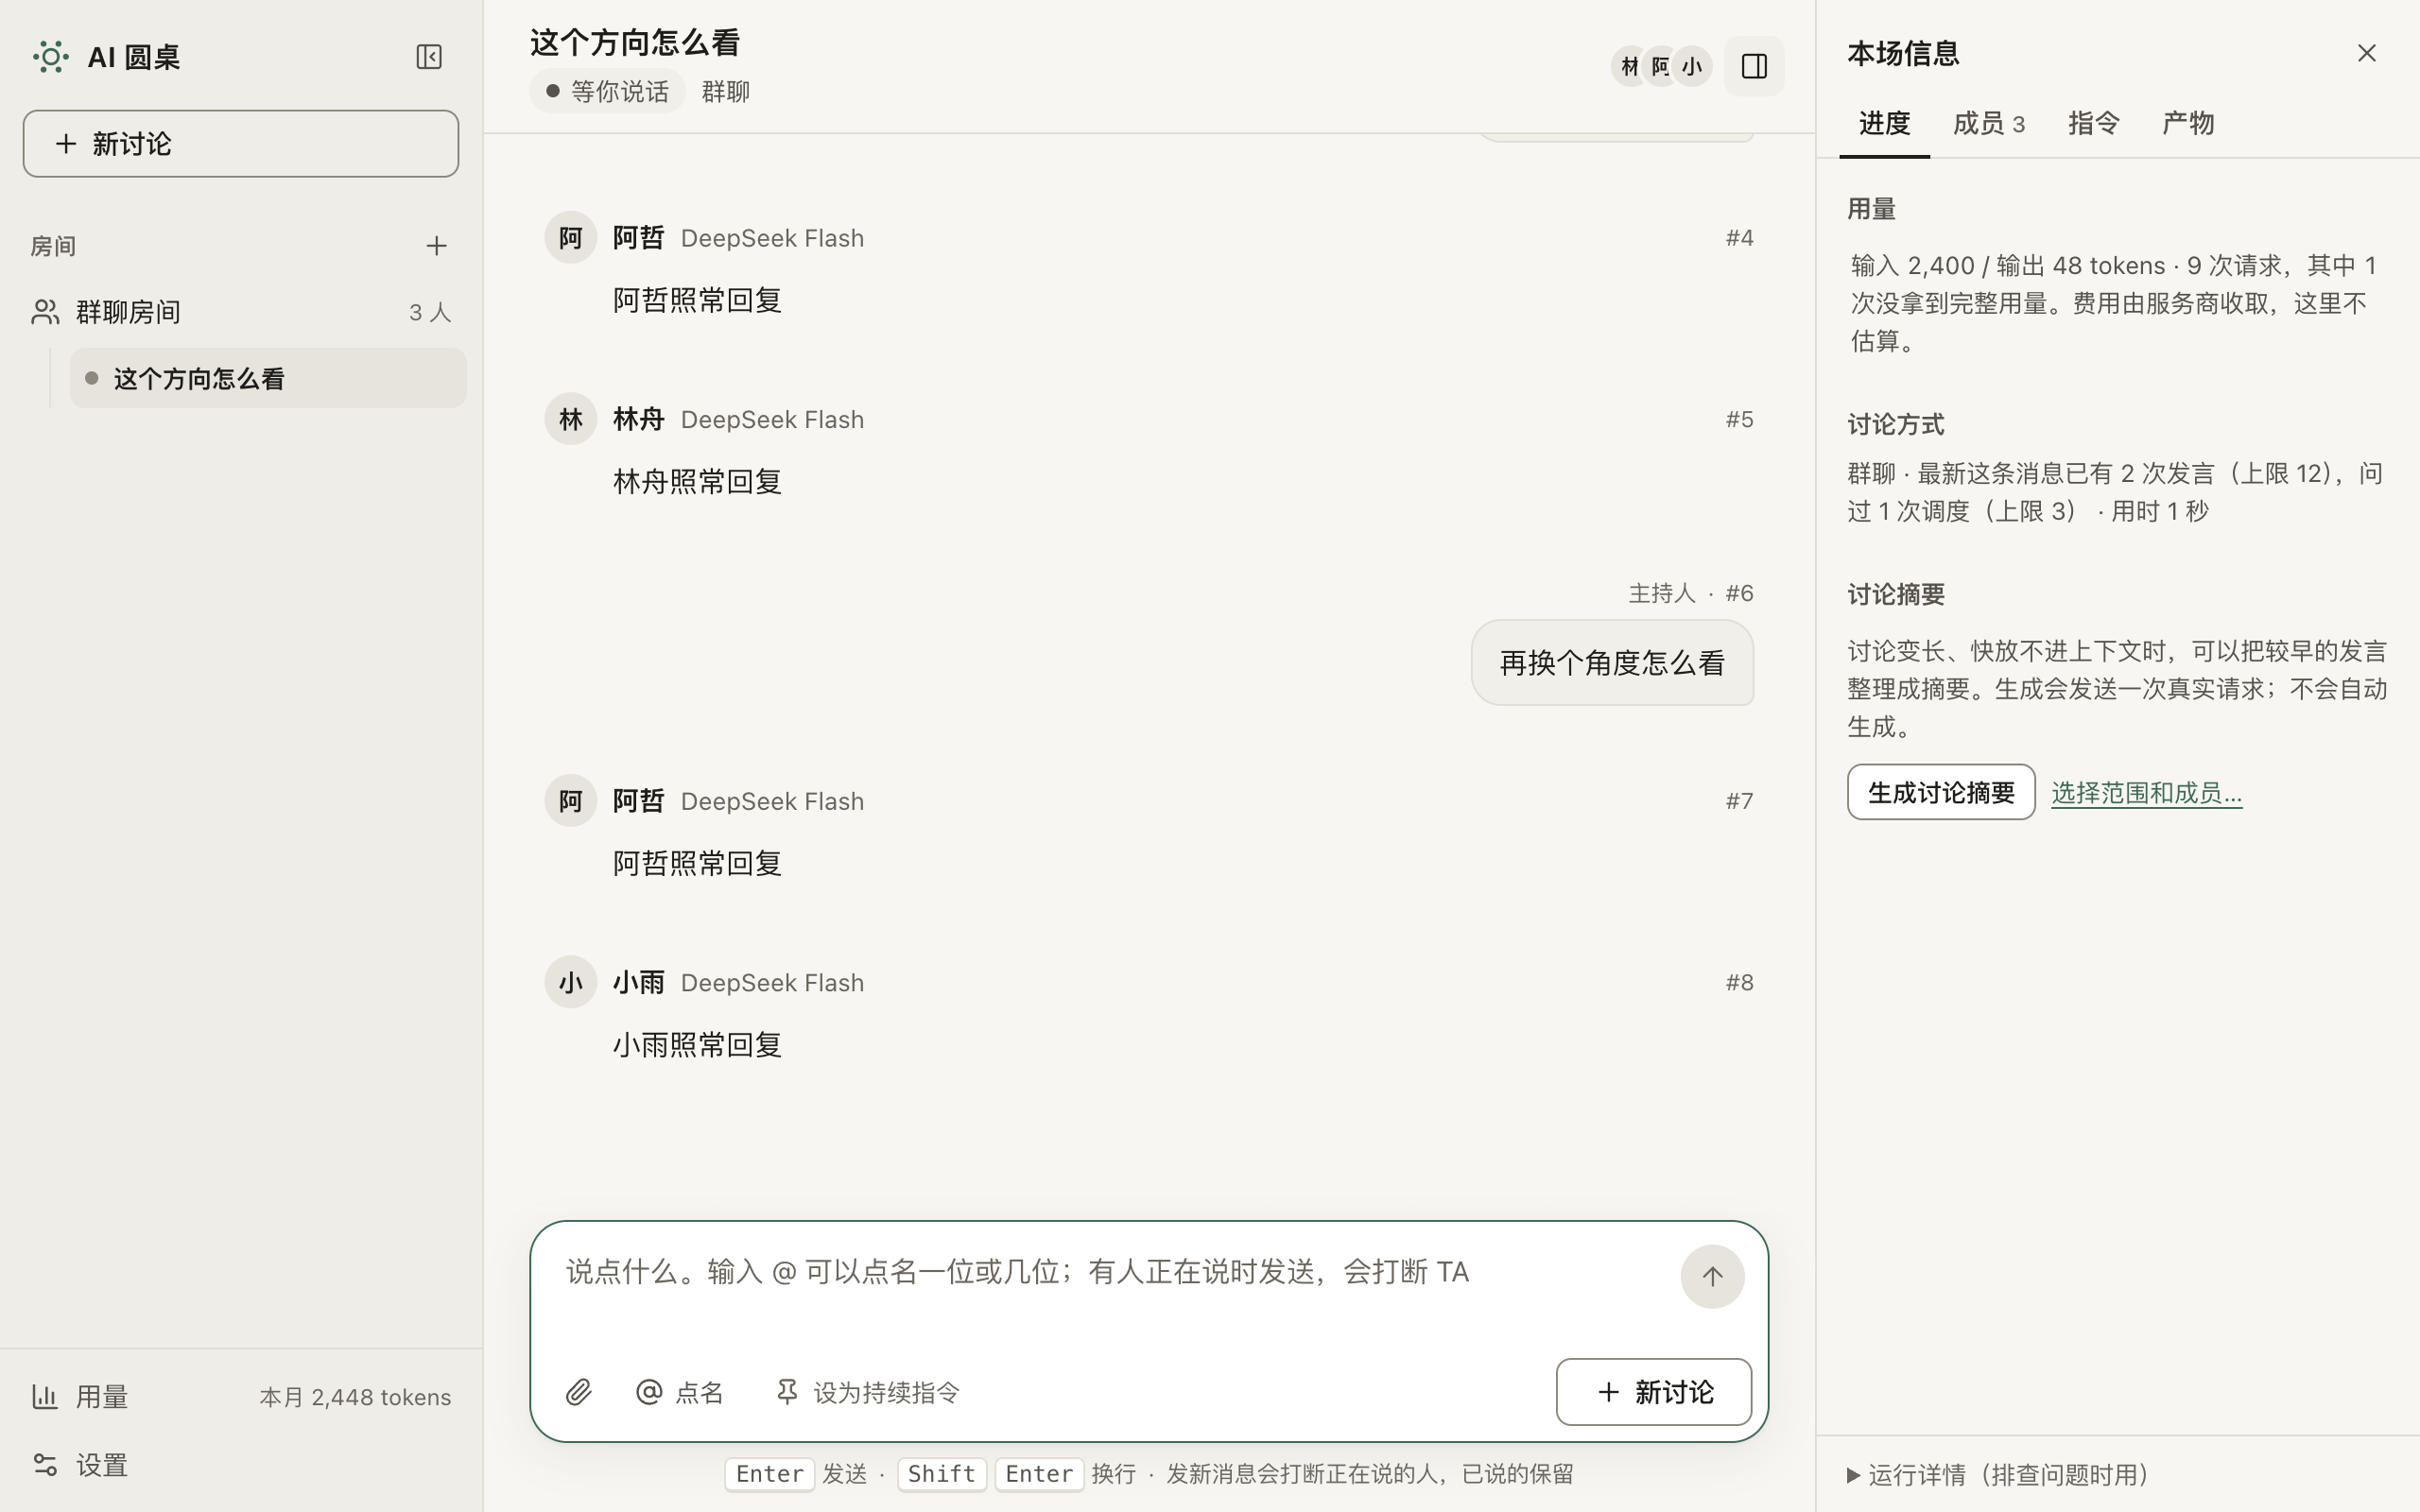 AI 圆桌
新讨论
房间
群聊房间 3 人
这个方向怎么看
用量 本月 2,448 tokens
设置
这个方向怎么看
等你说话 群聊
林 阿 小
阿 阿哲 DeepSeek Flash #4
阿哲照常回复
林 林舟 DeepSeek Flash #5
林舟照常回复
主持人 · #6
再换个角度怎么看
阿 阿哲 DeepSeek Flash #7
阿哲照常回复
小 小雨 DeepSeek Flash #8
小雨照常回复
说点什么。输入 @ 可以点名一位或几位；有人正在说时发送，会打断 TA
点名 设为持续指令 新讨论
Enter 发送 · Shift Enter 换行 · 发新消息会打断正在说的人，已说的保留
本场信息
进度 成员 3 指令 产物
用量
输入 2,400 / 输出 48 tokens · 9 次请求，其中 1
次没拿到完整用量。费用由服务商收取，这里不
估算。
讨论方式
群聊 · 最新这条消息已有 2 次发言（上限 12），问
过 1 次调度（上限 3） · 用时 1 秒
讨论摘要
讨论变长、快放不进上下文时，可以把较早的发言
整理成摘要。生成会发送一次真实请求；不会自动
生成。
生成讨论摘要 选择范围和成员…
运行详情（排查问题时用）